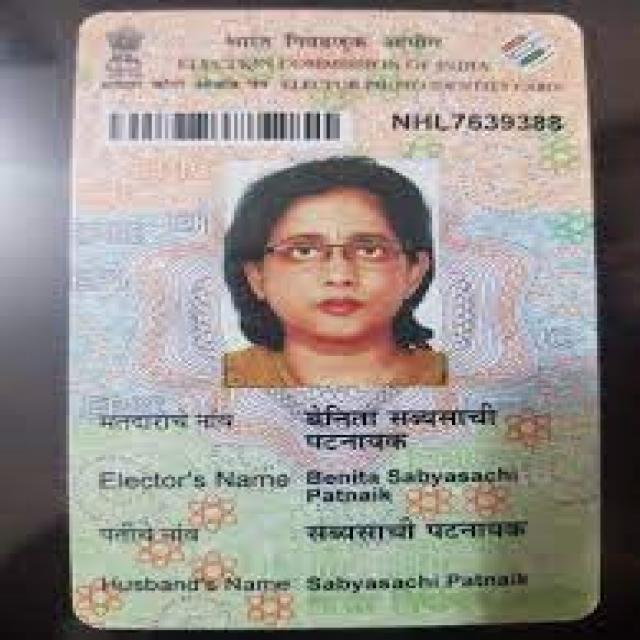 भारत निवडणूक आयोग
ELECTION COMMISSION OF INDIA
ELECTOR PHOTO IDENTITY CARD
NHL7639388
मतदाराचे नांव बेनिता सब्यसाची
पटनायक
Elector's Name Benita Sabyasachi
Patnaik
पतीचे नांव सब्यसाची पटनायक
Husband's Name Sabyasachi Patnaik